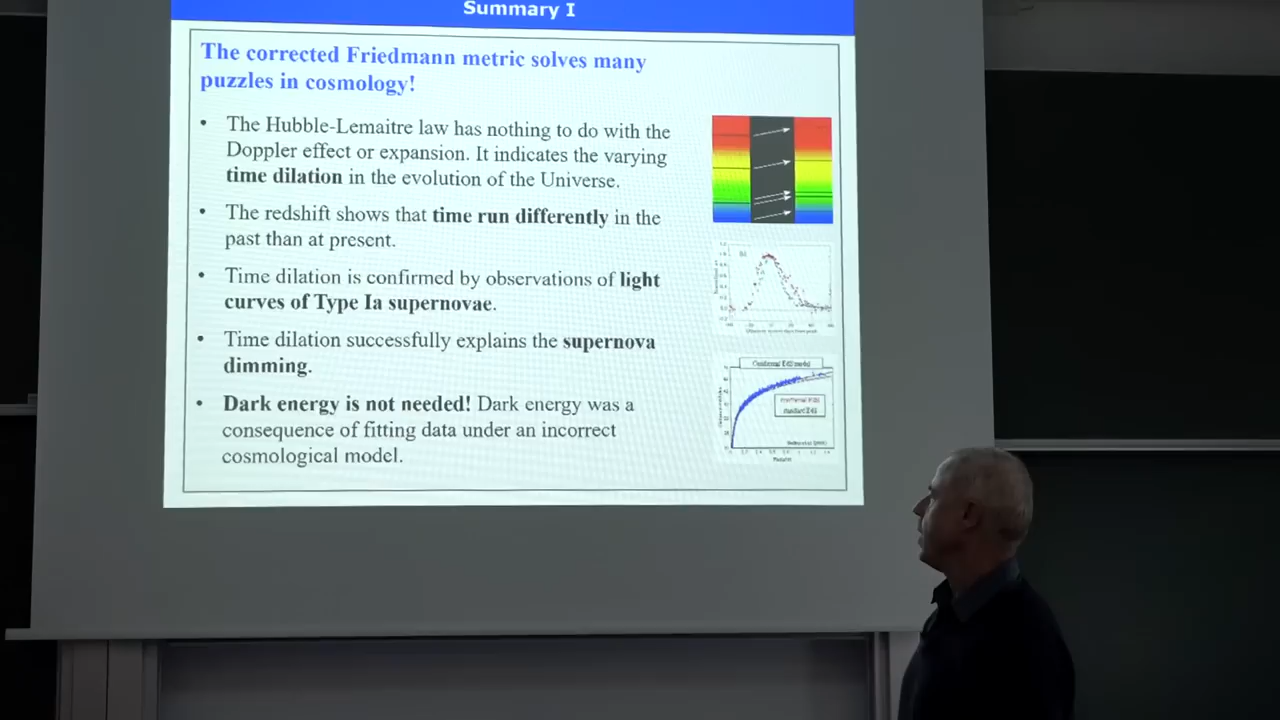 Summary I
The corrected Friedmann metric solves many
puzzles in cosmology!
• The Hubble-Lemaitre law has nothing to do with the
Doppler effect or expansion. It indicates the varying
time dilation in the evolution of the Universe.
• The redshift shows that time run differently in the
past than at present.
• Time dilation is confirmed by observations of light
curves of Type Ia supernovae.
• Time dilation successfully explains the supernova
dimming.
• Dark energy is not needed! Dark energy was a
consequence of fitting data under an incorrect
cosmological model.